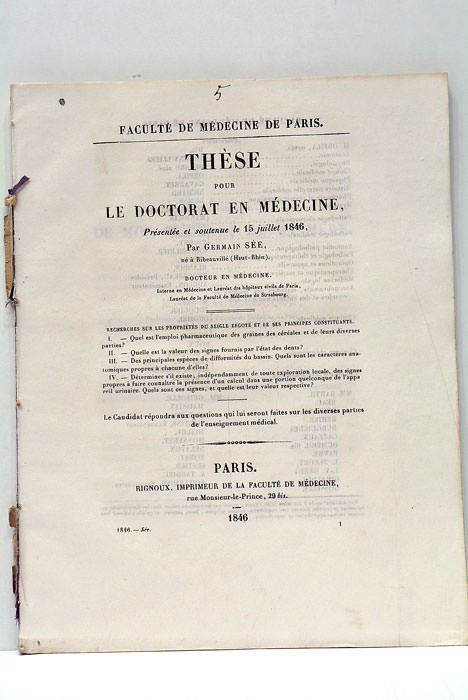 5
FACULTÉ DE MÉDECINE DE PARIS.
THÈSE
POUR
LE DOCTORAT EN MÉDECINE,
Présentée et soutenue le 15 juillet 1846,
Par GERMAIN SÉE,
né à Ribeauvillé (Haut-Rhin),
DOCTEUR EN MÉDECINE.
Interne en Médecine et Lauréat des hôpitaux civils de Paris,
Lauréat de la Faculté de Médecine de Strasbourg.
RECHERCHES SUR LES PROPRIÉTÉS DU SEIGLE ERGOTÉ ET DE SES PRINCIPES CONSTITUANTS.
I. — Quel est l'emploi pharmaceutique des graines des céréales et de leurs diverses
parties?
II. — Quelle est la valeur des signes fournis par l'état des dents?
III. — Des principales espèces de difformités du bassin. Quels sont les caractères ana-
tomiques propres à chacune d'elles?
IV. — Déterminer s'il existe, indépendamment de toute exploration locale, des signes
propres à faire connaître la présence d'un calcul dans une portion quelconque de l'appa
reil urinaire. Quels sont ces signes, et quelle est leur valeur respective?
Le Candidat répondra aux questions qui lui seront faites sur les diverses parties
de l'enseignement médical.
PARIS.
RIGNOUX, IMPRIMEUR DE LA FACULTÉ DE MÉDECINE,
rue Monsieur-le-Prince, 29 bis.
1846
1846. — Sée. 1